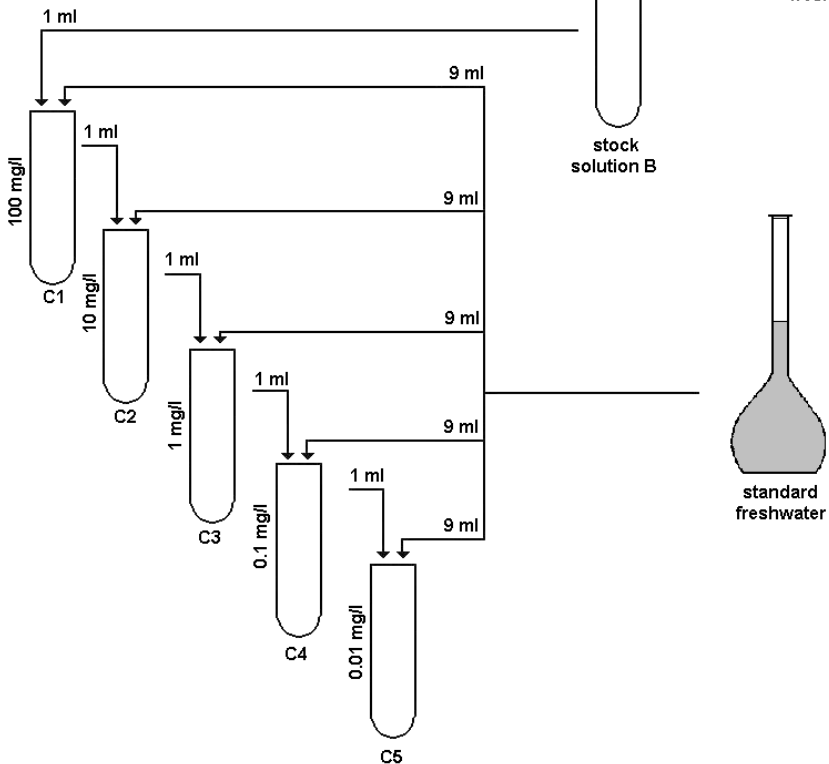 1 ml
9 ml
stock
solution B
1 ml
100 mg/l
9 ml
C1
1 ml
10 mg/l
9 ml
C2
1 ml
1 mg/l
9 ml
C3
1 ml
0.1 mg/l
9 ml
C4
0.01 mg/l
C5
standard
freshwater